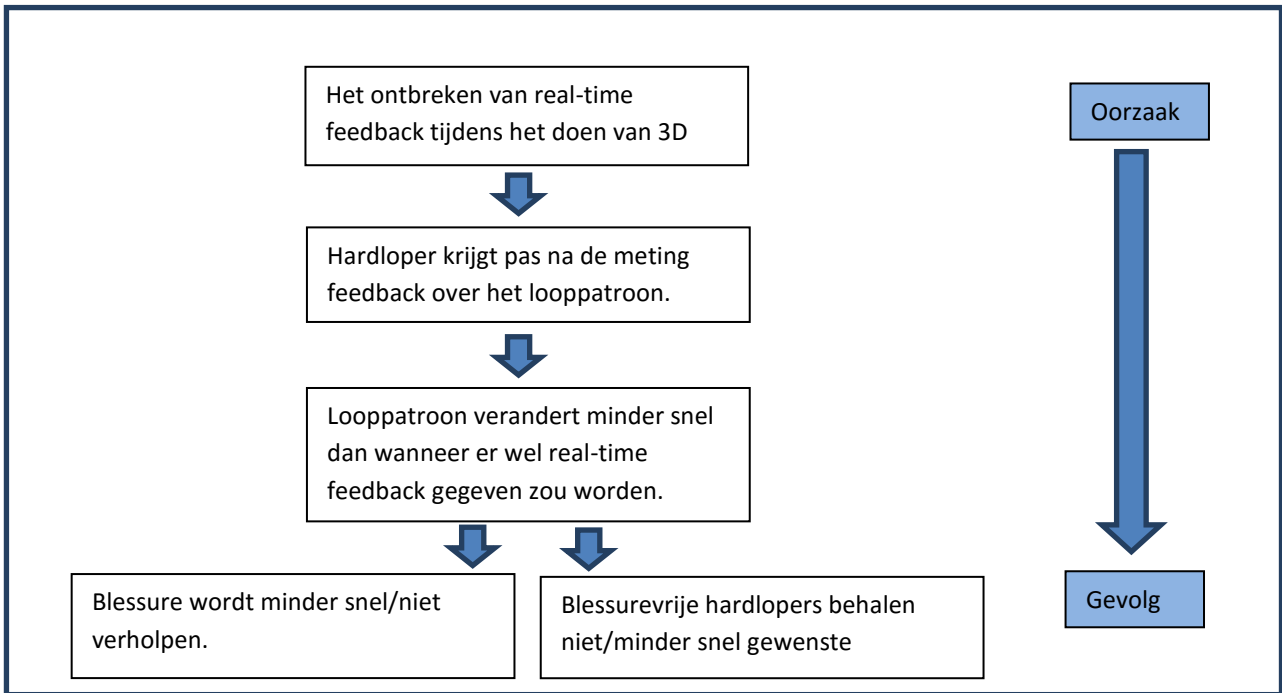 Het ontbreken van real-time
feedback tijdens het doen van 3D
Oorzaak
Hardloper krijgt pas na de meting
feedback over het looppatroon.
Looppatroon verandert minder snel
dan wanneer er wel real-time
feedback gegeven zou worden.
Blessure wordt minder snel/niet
verholpen.
Blessurevrije hardlopers behalen
niet/minder snel gewenste
Gevolg